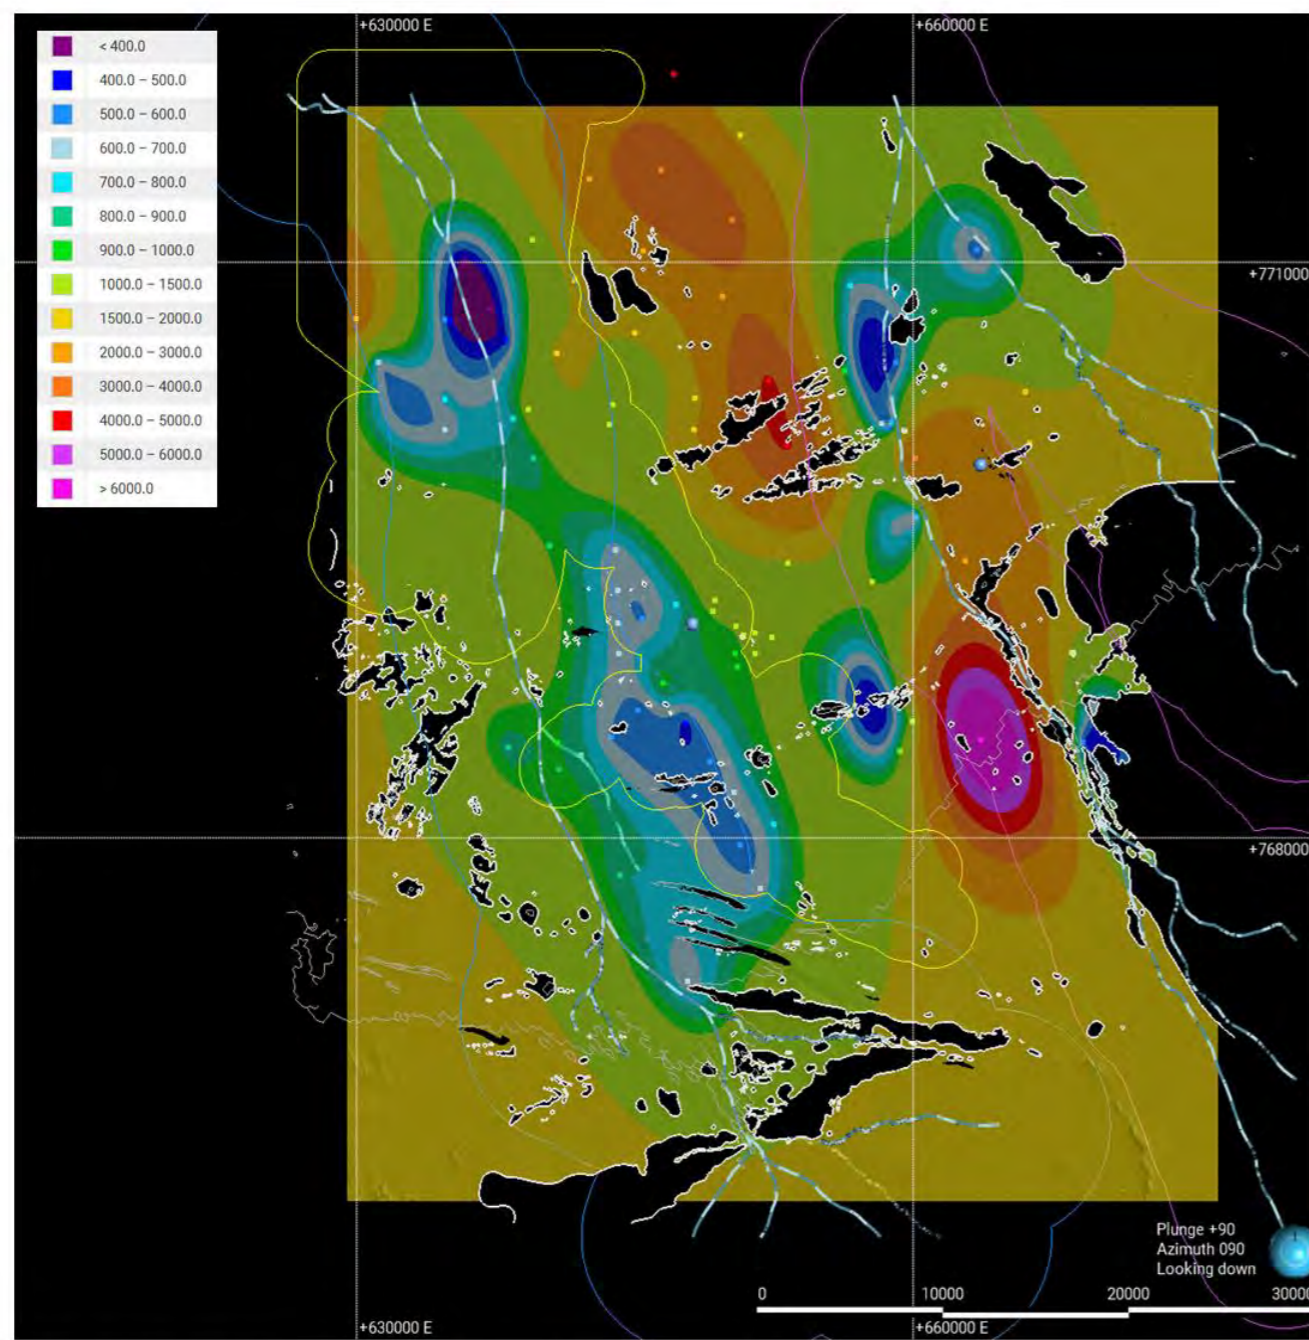 +630000 E
+660000 E
< 400.0
400.0 – 500.0
500.0 – 600.0
600.0 – 700.0
700.0 – 800.0
800.0 – 900.0
900.0 – 1000.0
1000.0 – 1500.0
1500.0 – 2000.0
2000.0 – 3000.0
3000.0 – 4000.0
4000.0 – 5000.0
5000.0 – 6000.0
> 6000.0
+771000
+768000
Plunge +90
Azimuth 090
Looking down
0 10000 20000 30000
+630000 E
+660000 E